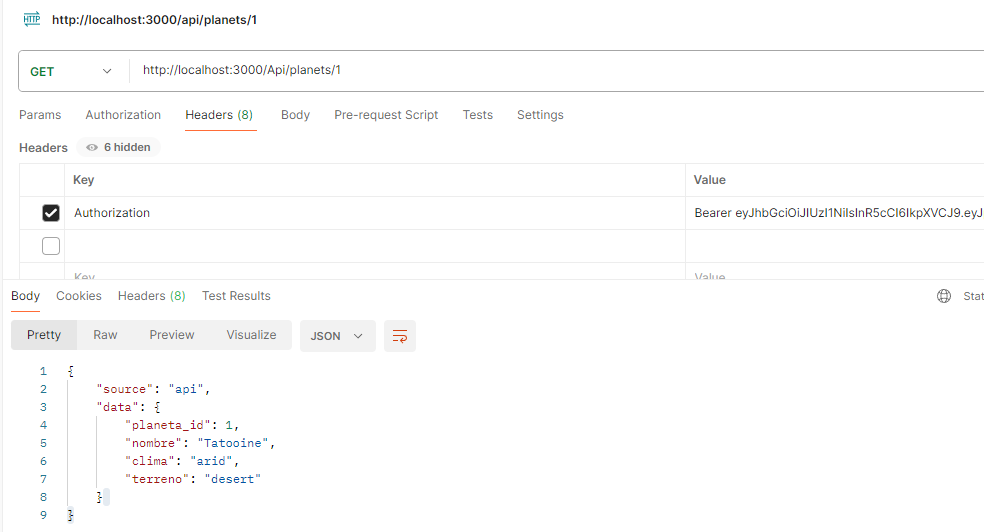 HTTP http://localhost:3000/api/planets/1
GET http://localhost:3000/Api/planets/1
Params Authorization Headers (8) Body Pre-request Script Tests Settings
Headers 6 hidden
Key Value
Authorization Bearer eyJhbGciOiJIUzI1NiIsInR5cCI6IkpXVCJ9.eyJ
Key Value
Body Cookies Headers (8) Test Results Stat
Pretty Raw Preview Visualize JSON
1 {
2 "source": "api",
3 "data": {
4 "planeta_id": 1,
5 "nombre": "Tatooine",
6 "clima": "arid",
7 "terreno": "desert"
8 }
9 }